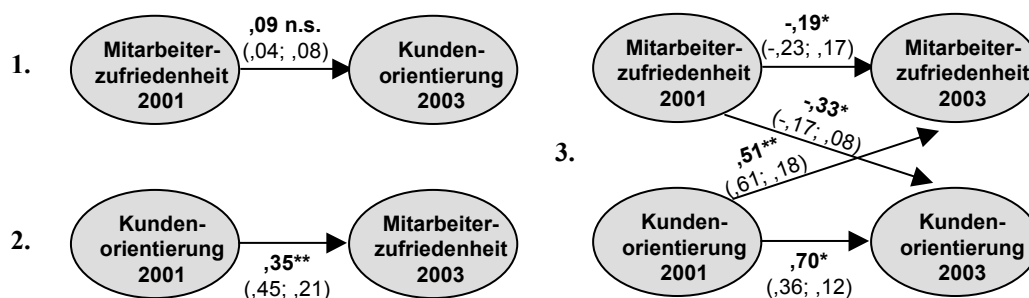 1.
Mitarbeiter-
zufriedenheit
2001
,09 n.s.
(,04; ,08)
Kunden-
orientierung
2003
2.
Kunden-
orientierung
2001
,35**
(,45; ,21)
Mitarbeiter-
zufriedenheit
2003
3.
Mitarbeiter-
zufriedenheit
2001
-,19*
(-,23; ,17)
Mitarbeiter-
zufriedenheit
2003
-,33*
(-,17; ,08)
,51**
(,61; ,18)
Kunden-
orientierung
2001
,70*
(,36; ,12)
Kunden-
orientierung
2003